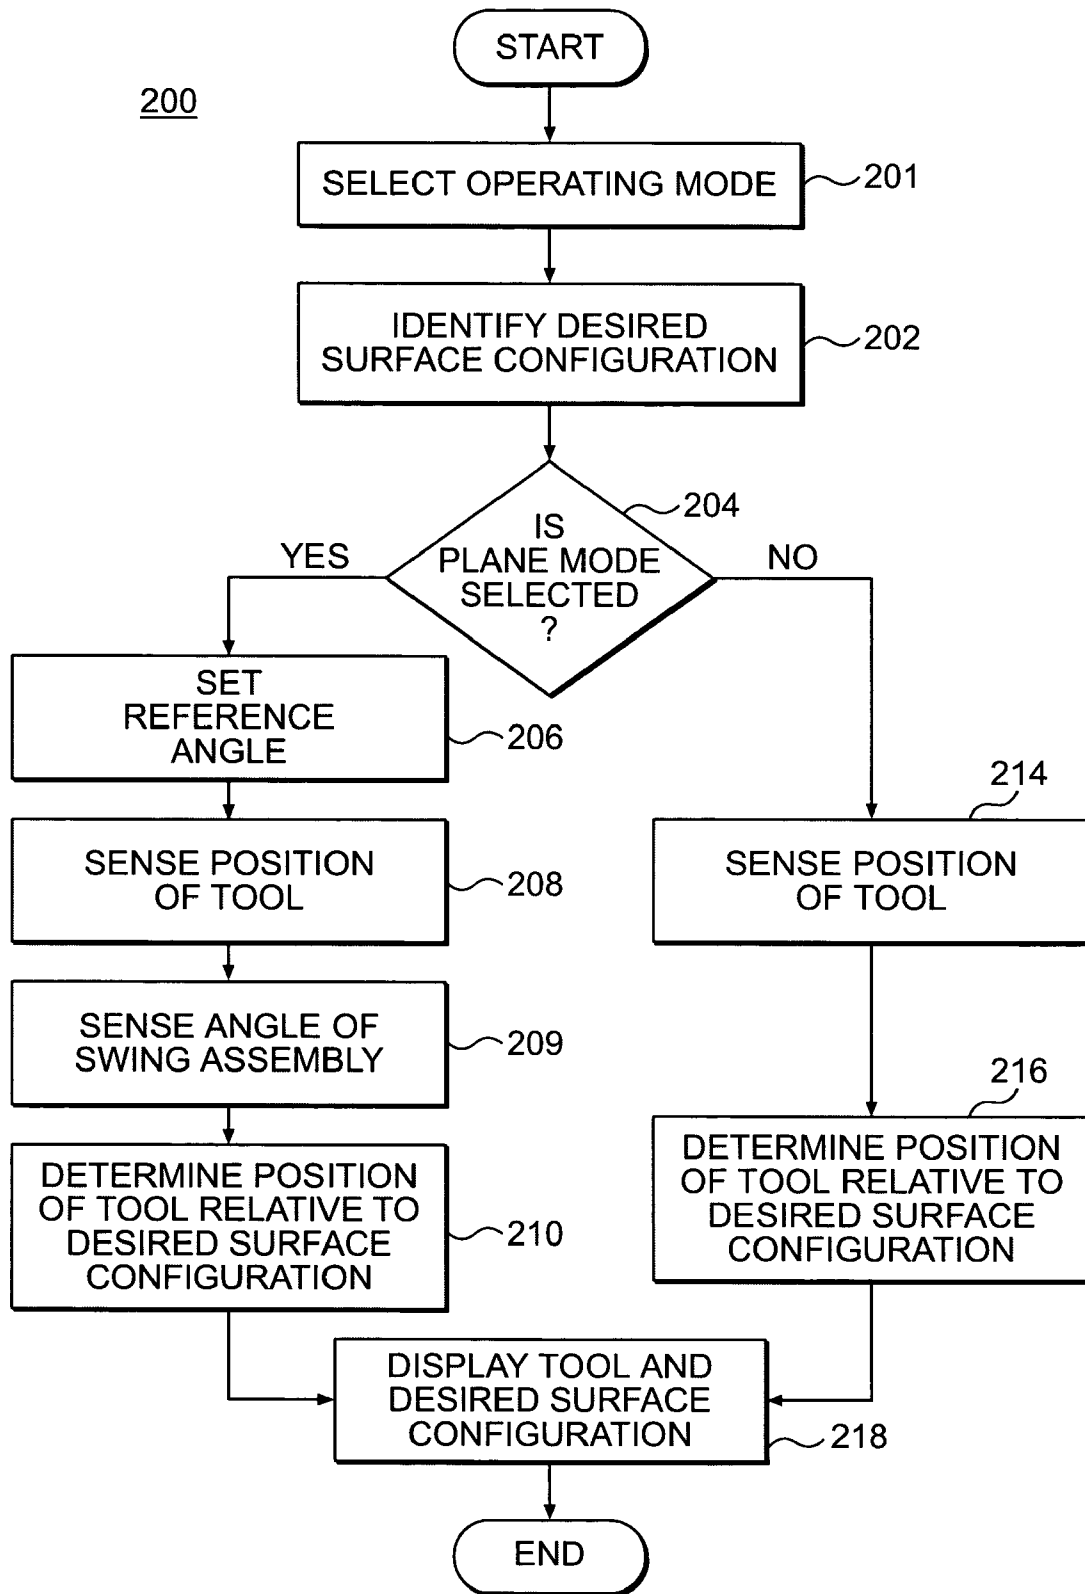 START
200
SELECT OPERATING MODE
201
IDENTIFY DESIRED
SURFACE CONFIGURATION
202
204
IS
PLANE MODE
SELECTED
?
YES
NO
SET
REFERENCE
ANGLE
206
SENSE POSITION
OF TOOL
208
SENSE ANGLE OF
SWING ASSEMBLY
209
DETERMINE POSITION
OF TOOL RELATIVE TO
DESIRED SURFACE
CONFIGURATION
210
214
SENSE POSITION
OF TOOL
216
DETERMINE POSITION
OF TOOL RELATIVE TO
DESIRED SURFACE
CONFIGURATION
DISPLAY TOOL AND
DESIRED SURFACE
CONFIGURATION
218
END